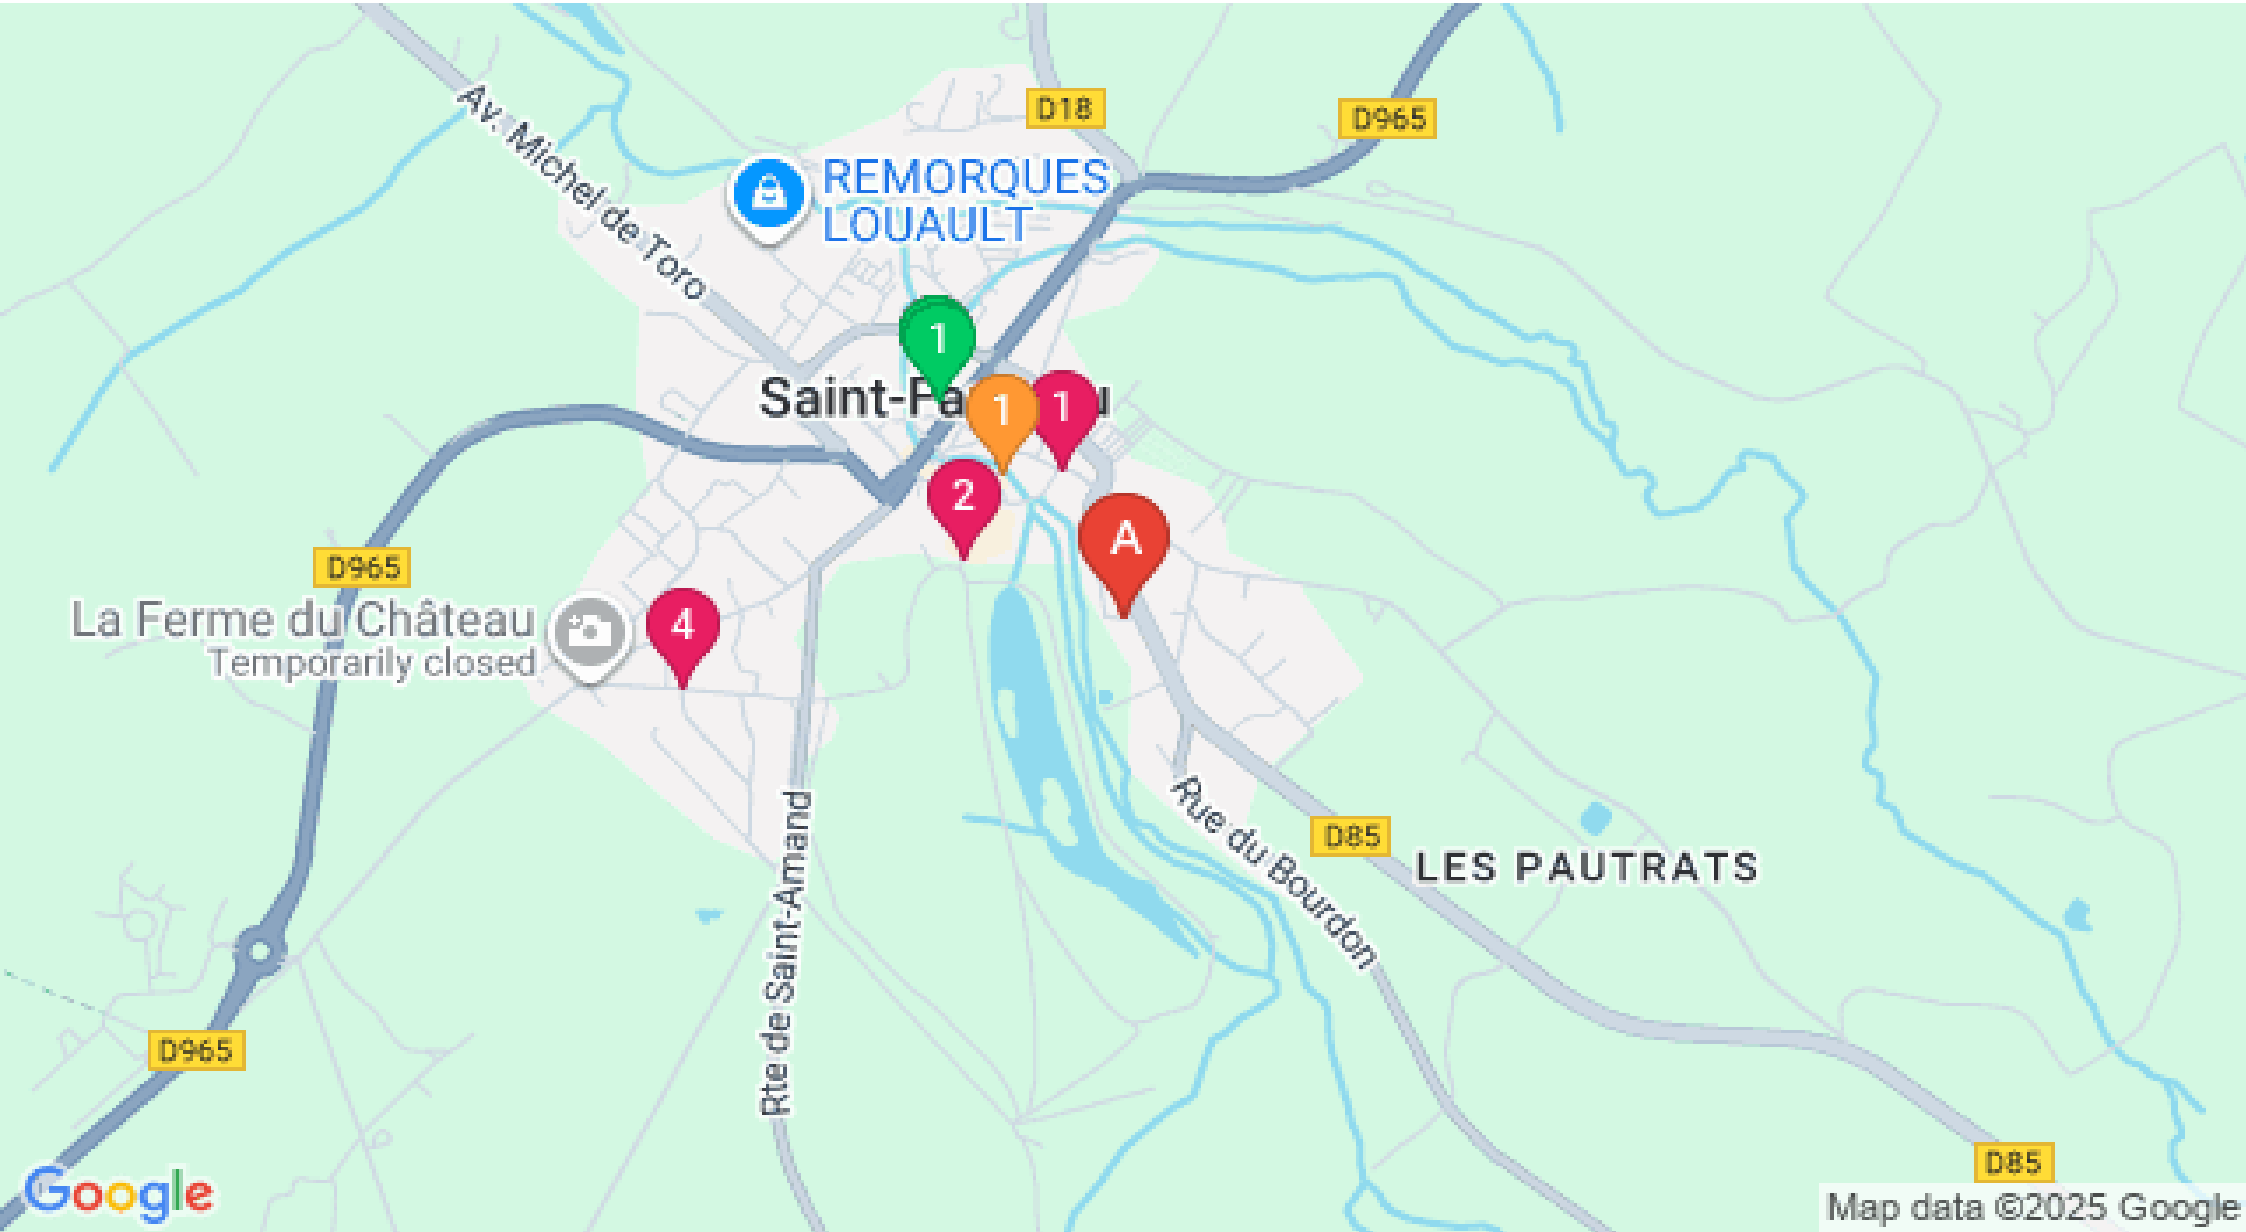 D18
D965
Av. Michel de Toro
REMORQUES
LOUAULT
1
Saint-Fa
1
1
2
A
D965
La Ferme du Château
Temporarily closed
4
Rue du Bourdon
D85
LES PAUTRATS
Rte de Saint-Amand
D965
D85
Google
Map data ©2025 Google